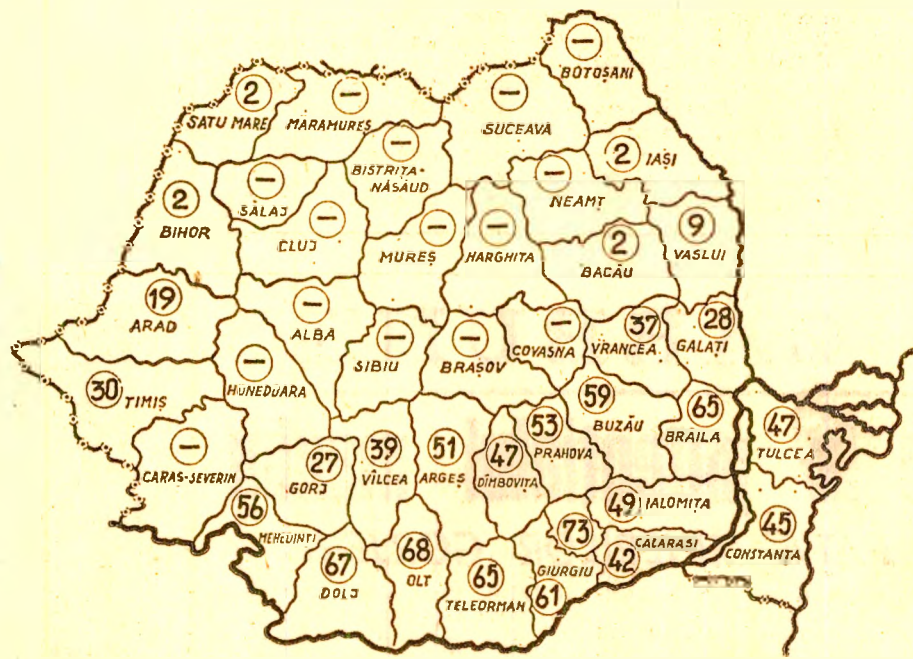 —
BOTOȘANI
2
SATU MARE
—
MARAMUREȘ
—
SUCEAVA
—
BISTRIȚA-
NĂSĂUD
2 IAȘI
—
SĂLAJ
—
NEAMȚ
2
BIHOR
—
CLUJ
—
MUREȘ
—
HARGHITA
2
BACĂU
9
VASLUI
19
ARAD
—
ALBA
—
SIBIU
—
BRAȘOV
—
COVASNA
37
VRANCEA
28
GALAȚI
30 TIMIȘ
—
HUNEDOARA
59
BUZĂU
65
BRĂILA
47
TULCEA
—
CARAS-SEVERIN
27
GORJ
39
VÎLCEA
51
ARGEȘ
47
DÎMBOVIȚA
53
PRAHOVA
56
MEHEDINȚI
49 IALOMIȚA
45
CONSTANȚA
67
DOLJ
68
OLT
65
TELEORMAN
73
GIURGIU
61
CĂLĂRAȘI
42